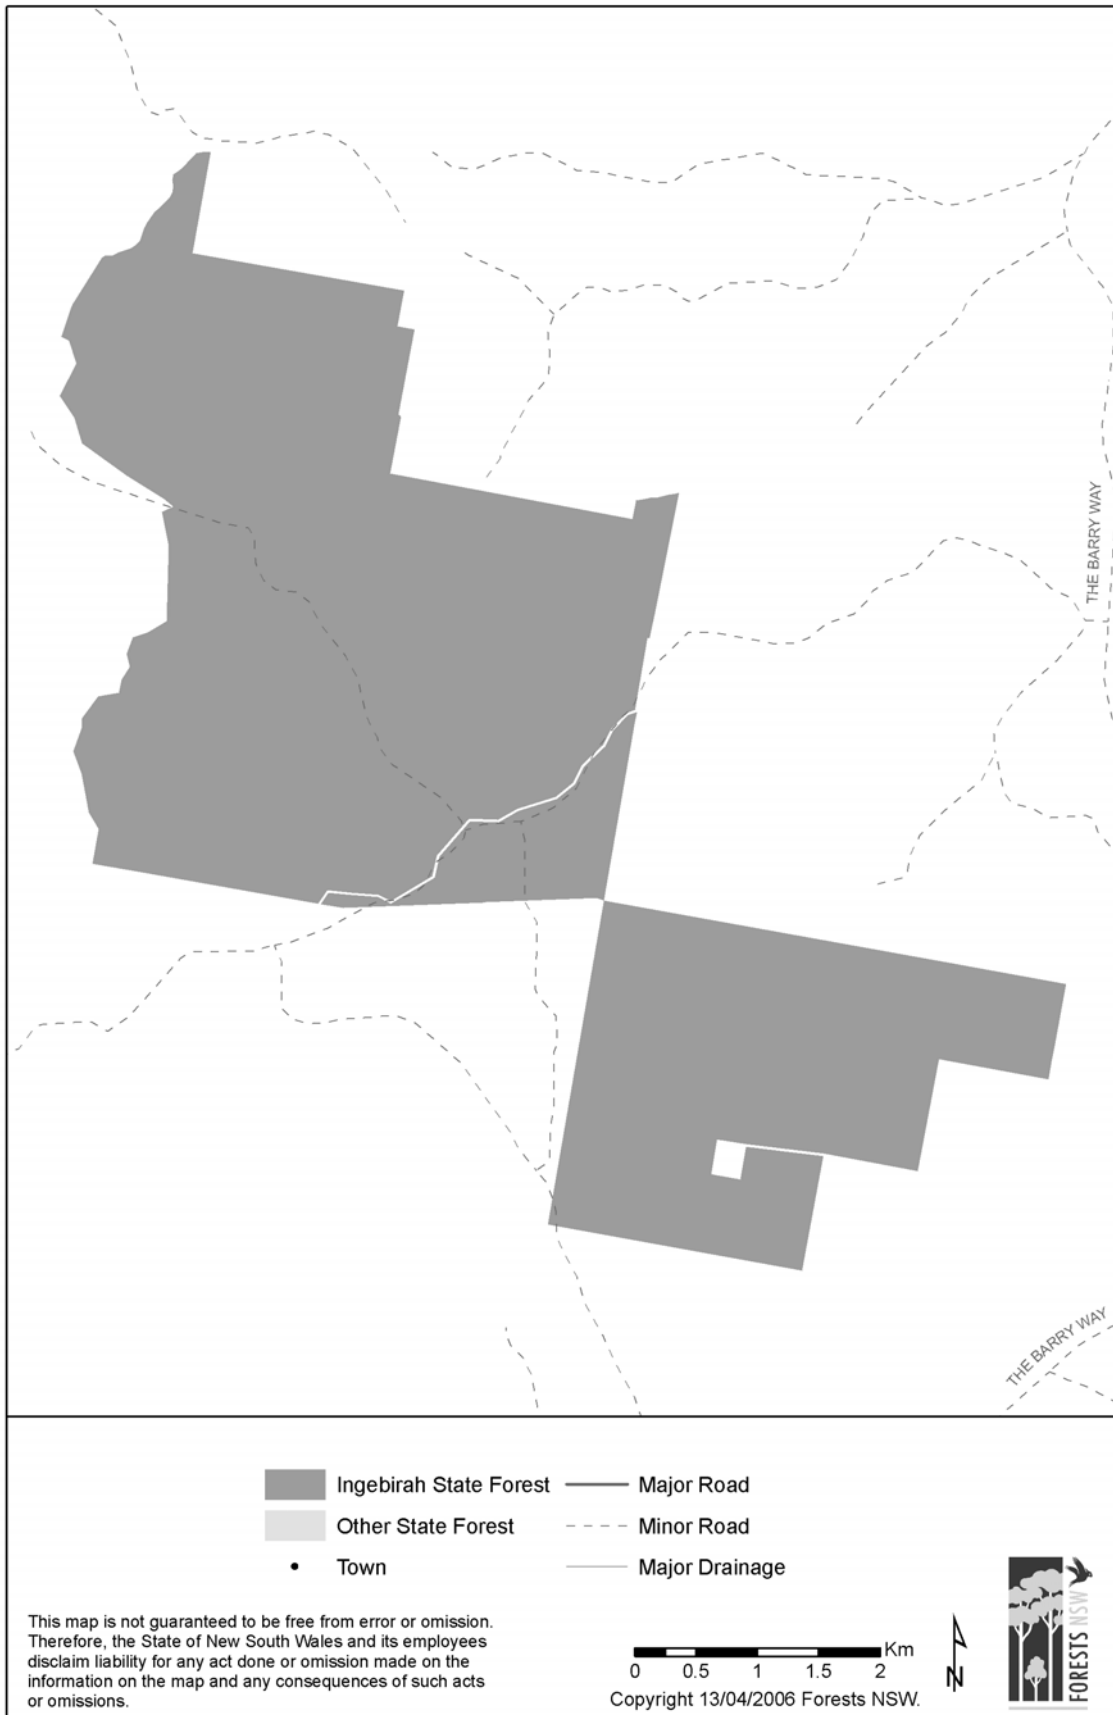 THE BARRY WAY
THE BARRY WAY
Ingebirah State Forest
Major Road
Other State Forest
Minor Road
Town
Major Drainage
This map is not guaranteed to be free from error or omission.
Therefore, the State of New South Wales and its employees
disclaim liability for any act done or omission made on the
information on the map and any consequences of such acts
or omissions.
Km
0 0.5 1 1.5 2
Copyright 13/04/2006 Forests NSW.
N
FORESTS NSW